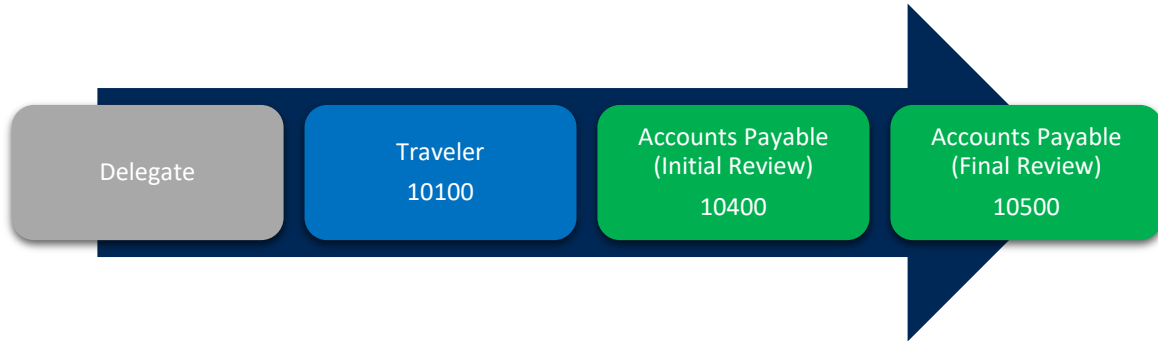 Delegate
Traveler
10100
Accounts Payable
(Initial Review)
10400
Accounts Payable
(Final Review)
10500